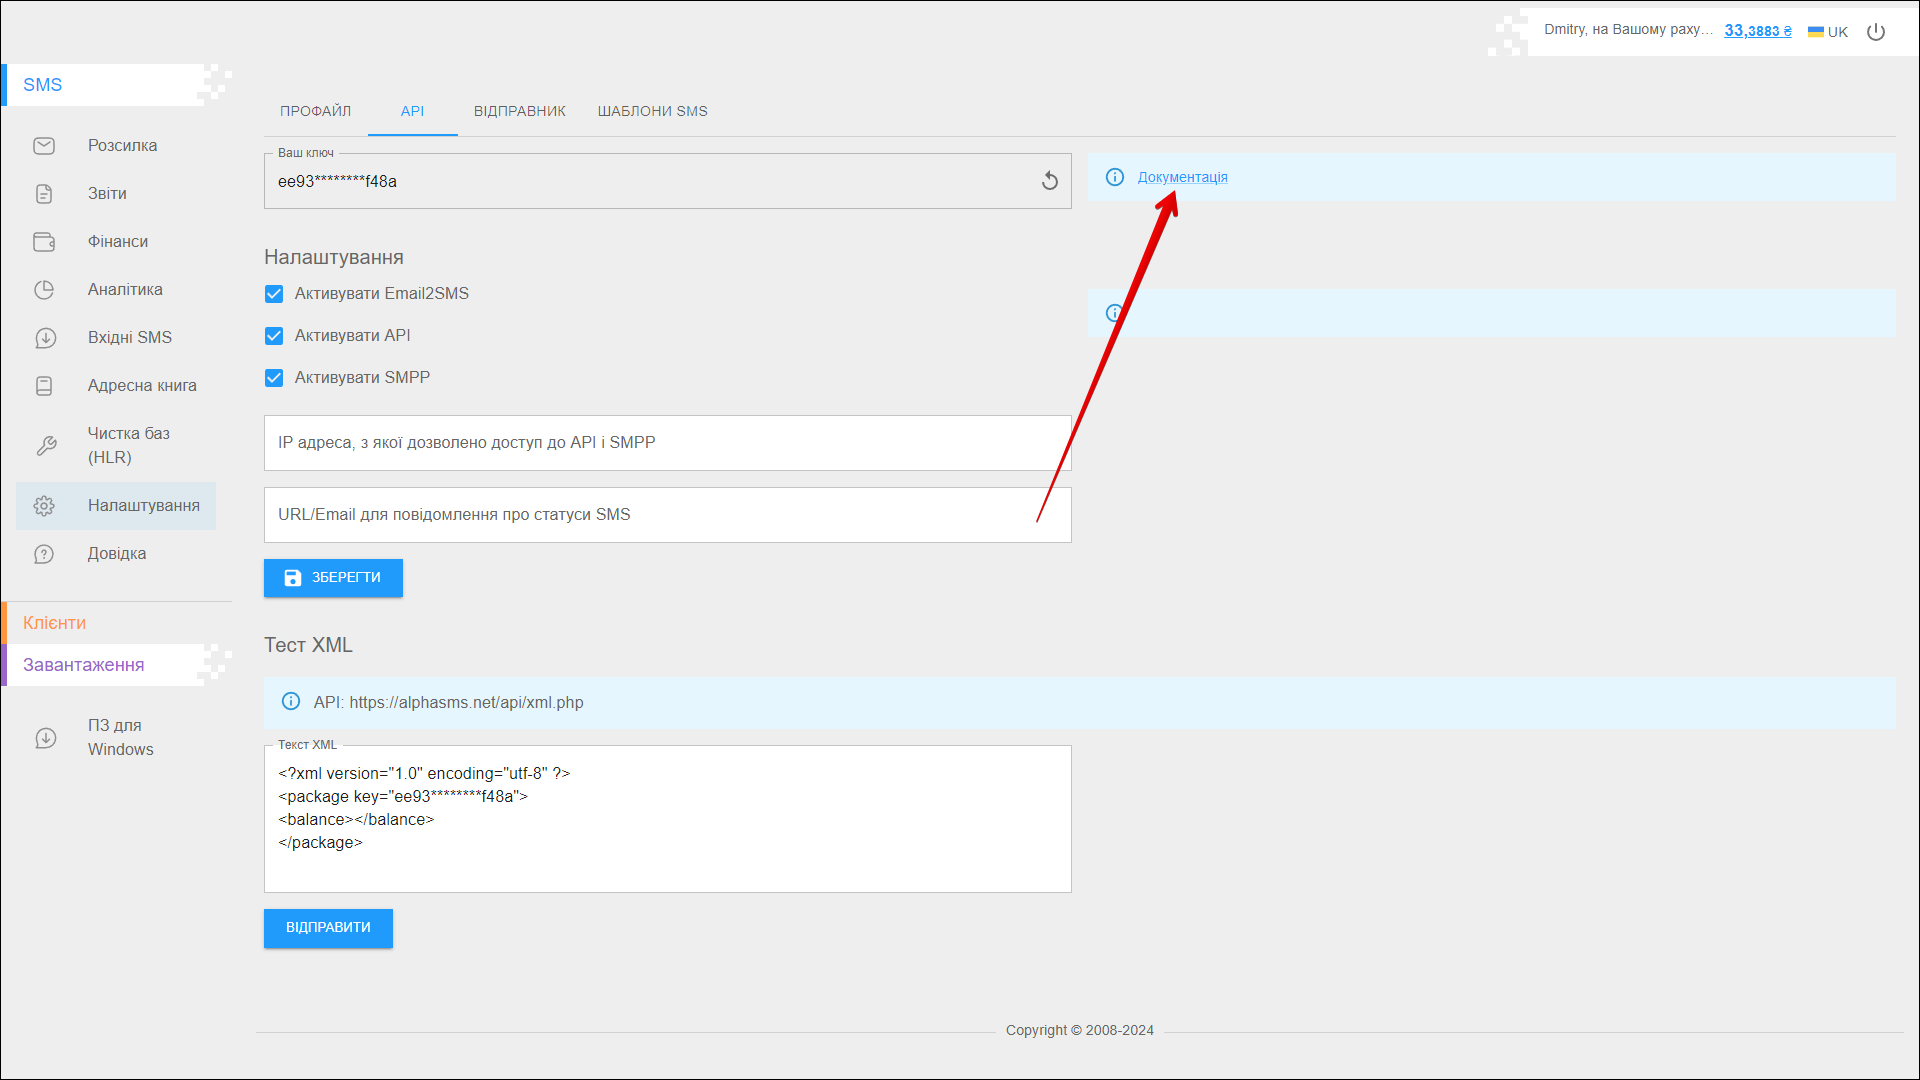 Dmitry, на Вашому раху... 33,3883 ₴ UK
SMS
Розсилка
Звіти
Фінанси
Аналітика
Вхідні SMS
Адресна книга
Чистка баз
(HLR)
Налаштування
Довідка
Клієнти
Завантаження
ПЗ для
Windows
ПРОФАЙЛ API ВІДПРАВНИК ШАБЛОНИ SMS
Ваш ключ
ee93********f48a
Документація
Налаштування
Активувати Email2SMS
Активувати API
Активувати SMPP
IP адреса, з якої дозволено доступ до API і SMPP
URL/Email для повідомлення про статуси SMS
ЗБЕРЕГТИ
Тест XML
API: https://alphasms.net/api/xml.php
Текст XML
<?xml version="1.0" encoding="utf-8" ?>
<package key="ee93********f48a">
<balance></balance>
</package>
ВІДПРАВИТИ
Copyright © 2008-2024